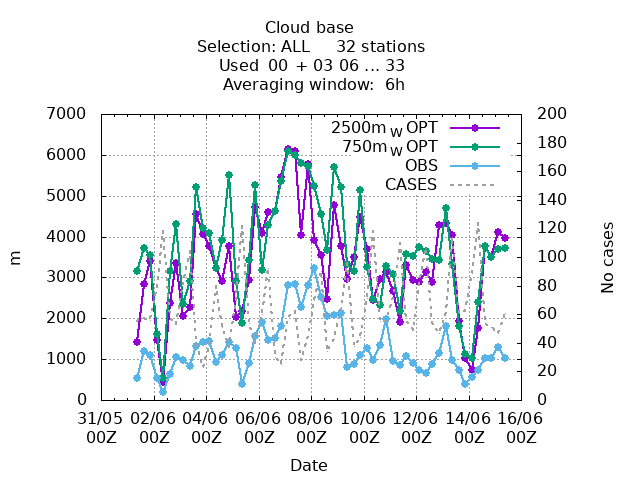 Cloud base
Selection: ALL 32 stations
Used 00 + 03 06 ... 33
Averaging window: 6h
7000
6000
5000
4000
3000
2000
1000
0
m
200
180
160
140
120
100
80
60
40
20
0
No cases
2500m W OPT
750m W OPT
OBS
CASES
31/05 02/06 04/06 06/06 08/06 10/06 12/06 14/06 16/06
00Z 00Z 00Z 00Z 00Z 00Z 00Z 00Z 00Z
Date